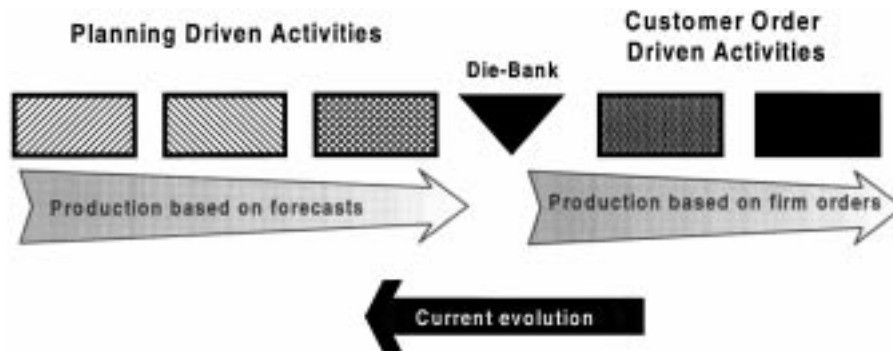 Planning Driven Activities
Customer Order
Driven Activities
Die-Bank
Production based on forecasts
Production based on firm orders
Current evolution